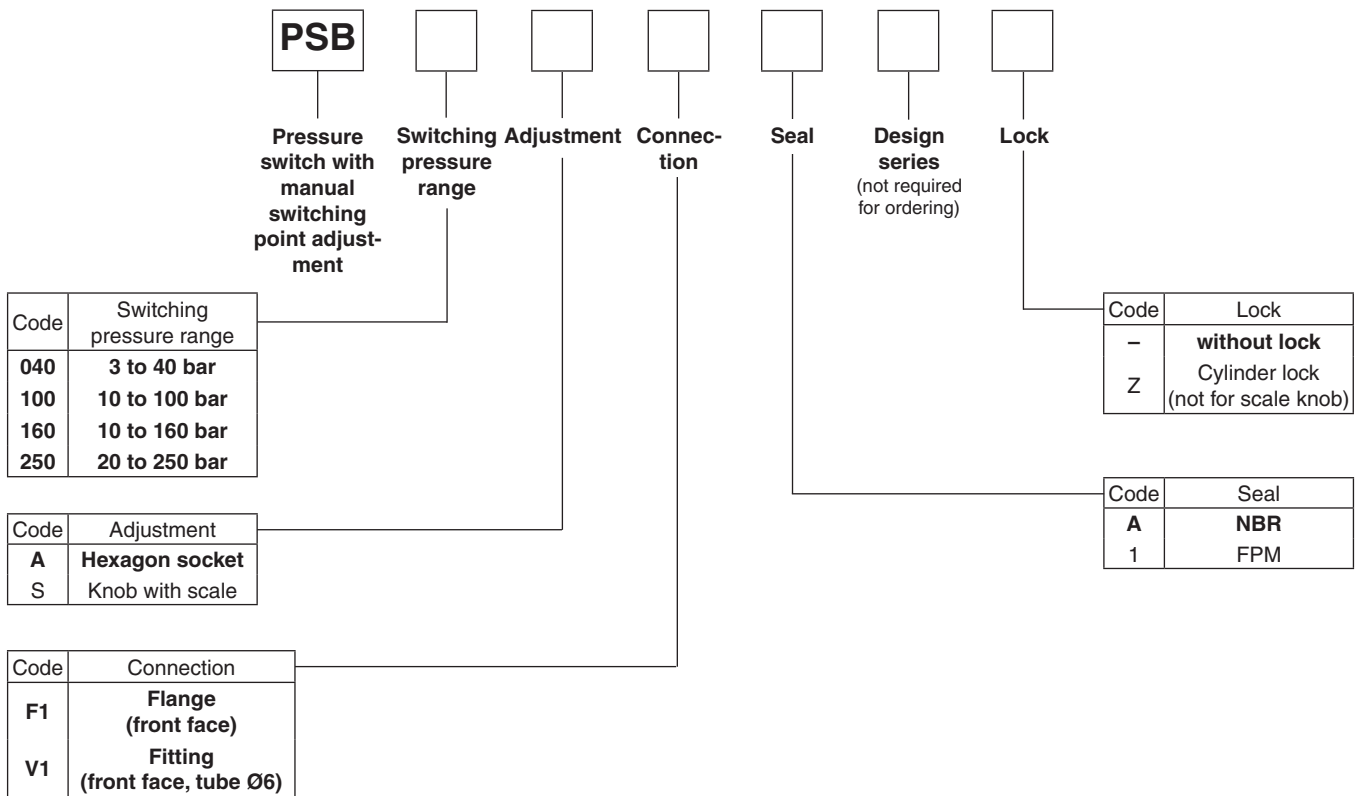 PSB
Pressure
switch with
manual
switching
point adjust-
ment
Switching
pressure
range
Adjustment
Connec-
tion
Seal
Design
series
(not required
for ordering)
Lock
Code Switching
pressure range
040 3 to 40 bar
100 10 to 100 bar
160 10 to 160 bar
250 20 to 250 bar
Code Adjustment
A Hexagon socket
S Knob with scale
Code Connection
F1 Flange
(front face)
V1 Fitting
(front face, tube Ø6)
Code Lock
– without lock
Z Cylinder lock
(not for scale knob)
Code Seal
A NBR
1 FPM